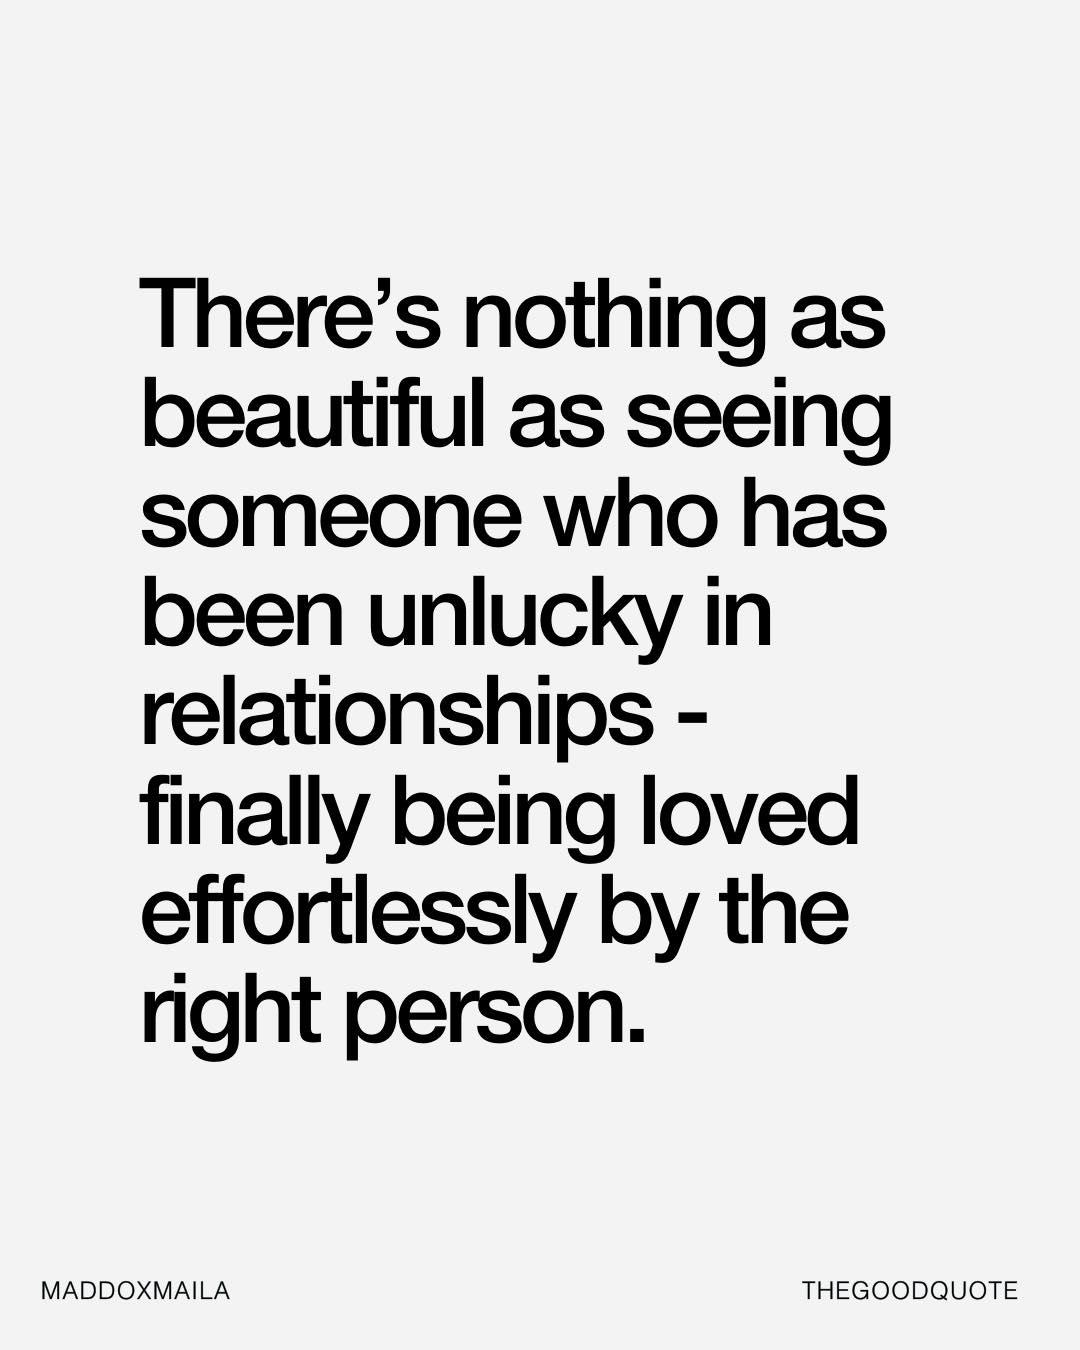 There’s nothing as
beautiful as seeing
someone who has
been unlucky in
relationships -
finally being loved
effortlessly by the
right person.
MADDOXMAILA
THEGOODQUOTE